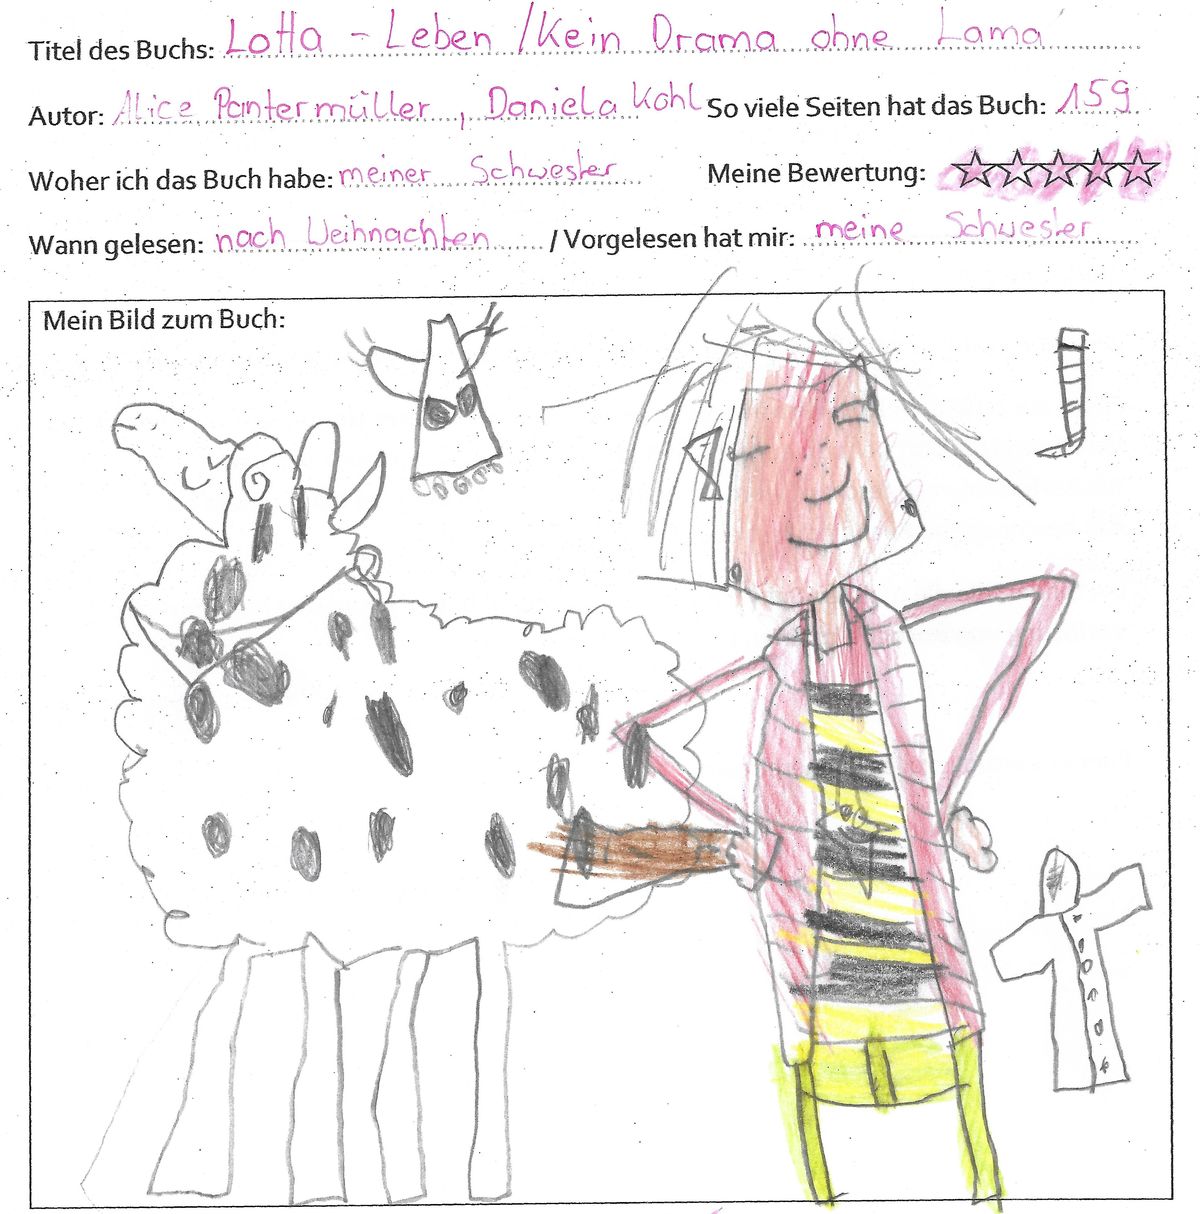 Titel des Buchs: Lotta - Leben / Kein Drama ohne Lama
Autor: Alice Pantermüller, Daniela Kohl So viele Seiten hat das Buch: 159
Woher ich das Buch habe: meiner Schwester Meine Bewertung: ☆☆☆☆☆
Wann gelesen: nach Weihnachten / Vorgelesen hat mir: meine Schwester
Mein Bild zum Buch: